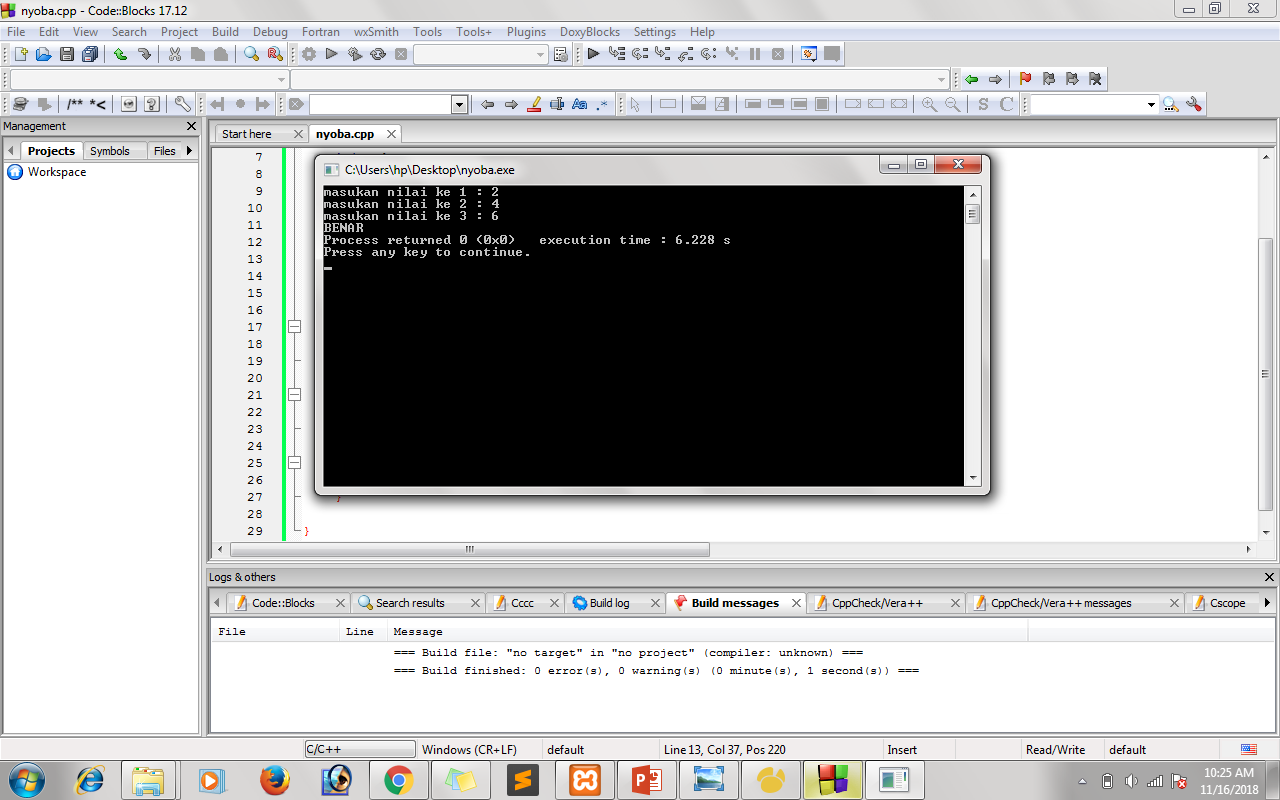 nyoba.cpp - Code::Blocks 17.12
File Edit View Search Project Build Debug Fortran wxSmith Tools Tools+ Plugins DoxyBlocks Settings Help
/** *<
Aa .*
S C
Management
Projects Symbols Files
Workspace
Start here nyoba.cpp
7
8
9
10
11
12
13
14
15
16
17
18
19
20
21
22
23
24
25
26
27 }
28
29 }
C:\Users\hp\Desktop\nyoba.exe
masukan nilai ke 1 : 2
masukan nilai ke 2 : 4
masukan nilai ke 3 : 6
BENAR
Process returned 0 (0x0) execution time : 6.228 s
Press any key to continue.
Logs & others
Code::Blocks Search results Cccc Build log Build messages CppCheck/Vera++ CppCheck/Vera++ messages Cscope
File Line Message
=== Build file: "no target" in "no project" (compiler: unknown) ===
=== Build finished: 0 error(s), 0 warning(s) (0 minute(s), 1 second(s)) ===
C/C++ Windows (CR+LF) default Line 13, Col 37, Pos 220 Insert Read/Write default
10:25 AM
11/16/2018